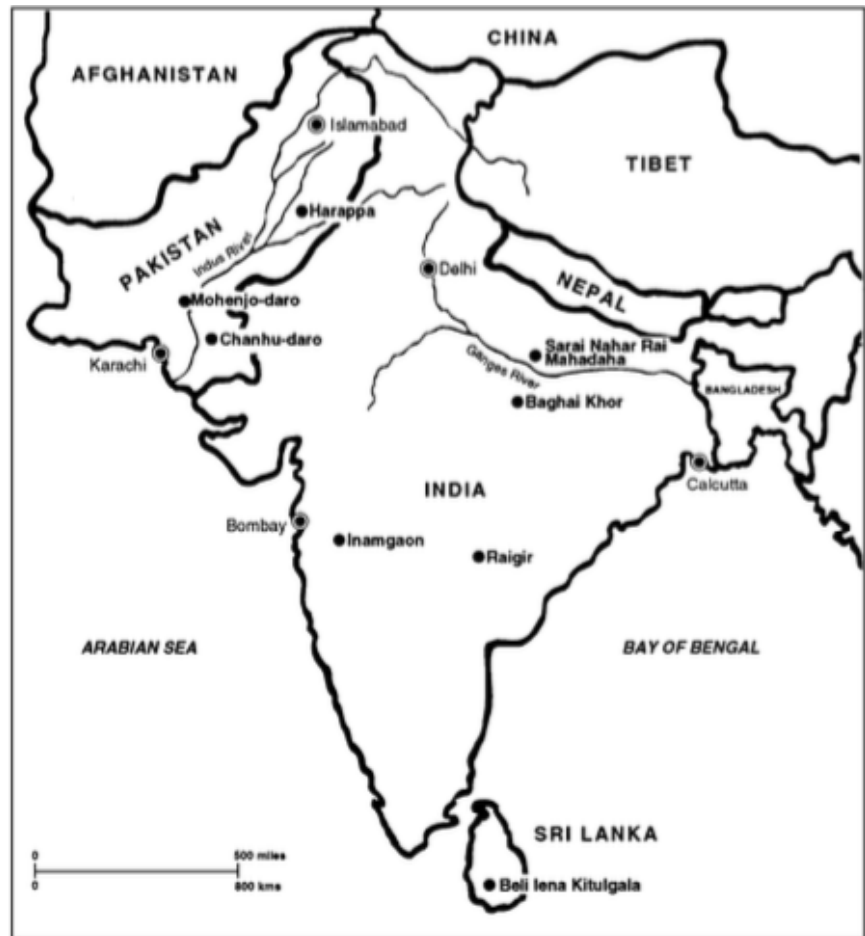 CHINA
AFGHANISTAN
Islamabad
TIBET
Harappa
PAKISTAN
Indus River
Delhi
NEPAL
Mohenjo-daro
Chanhu-daro
Karachi
Sarai Nahar Rai
Mahadaha
Ganges River
BANGLADESH
Baghai Khor
INDIA
Calcutta
Bombay
Inamgaon
Raigir
ARABIAN SEA
BAY OF BENGAL
SRI LANKA
0 500 miles
0 800 kms
Beli lena Kitulgala